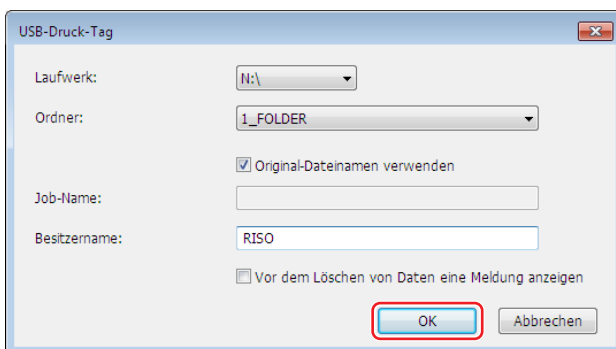 USB-Druck-Tag
Laufwerk: N:\
Ordner: 1_FOLDER
Original-Dateinamen verwenden
Job-Name:
Besitzername: RISO
Vor dem Löschen von Daten eine Meldung anzeigen
OK Abbrechen